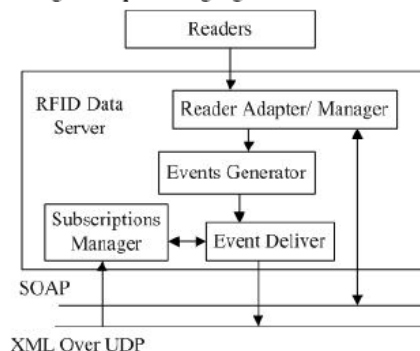 Readers
RFID Data
Server
Reader Adapter/ Manager
Events Generator
Subscriptions
Manager
Event Deliver
SOAP
XML Over UDP